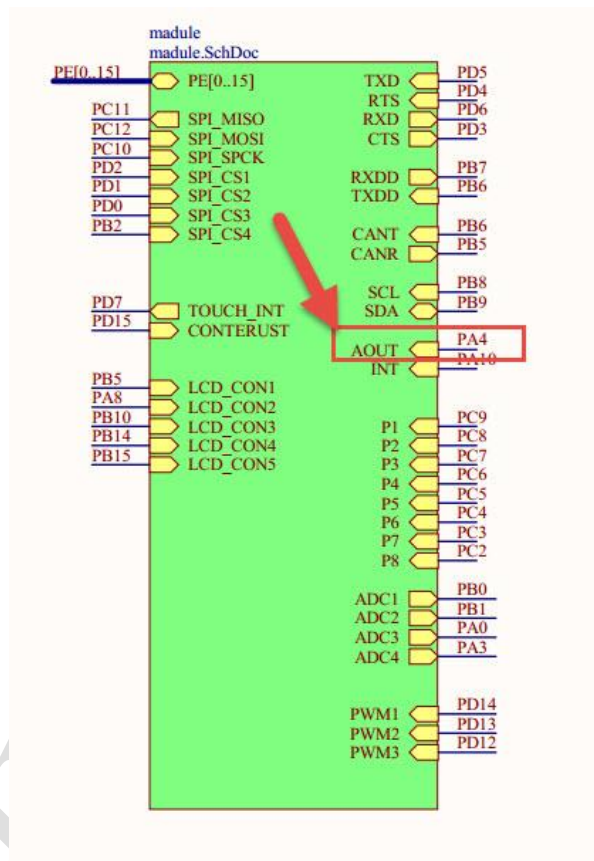 madule
madule.SchDoc
PE[0..15] PE[0..15] TXD PD5
RTS PD4
PC11 SPI_MISO RXD PD6
PC12 SPI_MOSI CTS PD3
PC10 SPI_SPCK
PD2 SPI_CS1 RXDD PB7
PD1 SPI_CS2 TXDD PB6
PD0 SPI_CS3
PB2 SPI_CS4 CANT PB6
CANR PB5
SCL PB8
PD7 TOUCH_INT SDA PB9
PD15 CONTERUST
AOUT PA4
INT PA10
PB5 LCD_CON1
PA8 LCD_CON2
PB10 LCD_CON3 P1 PC9
PB14 LCD_CON4 P2 PC8
PB15 LCD_CON5 P3 PC7
P4 PC6
P5 PC5
P6 PC4
P7 PC3
P8 PC2
ADC1 PB0
ADC2 PB1
ADC3 PA0
ADC4 PA3
PWM1 PD14
PWM2 PD13
PWM3 PD12